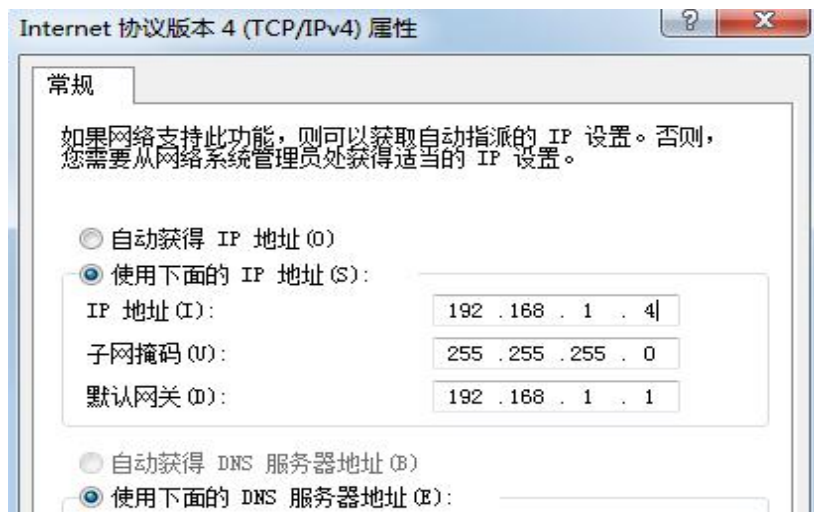 Internet 协议版本 4 (TCP/IPv4) 属性
常规
如果网络支持此功能，则可以获取自动指派的 IP 设置。否则，
您需要从网络系统管理员处获得适当的 IP 设置。
自动获得 IP 地址(O)
使用下面的 IP 地址(S):
IP 地址(I): 192 .168 . 1 . 4
子网掩码(U): 255 .255 .255 . 0
默认网关(D): 192 .168 . 1 . 1
自动获得 DNS 服务器地址(B)
使用下面的 DNS 服务器地址(E):